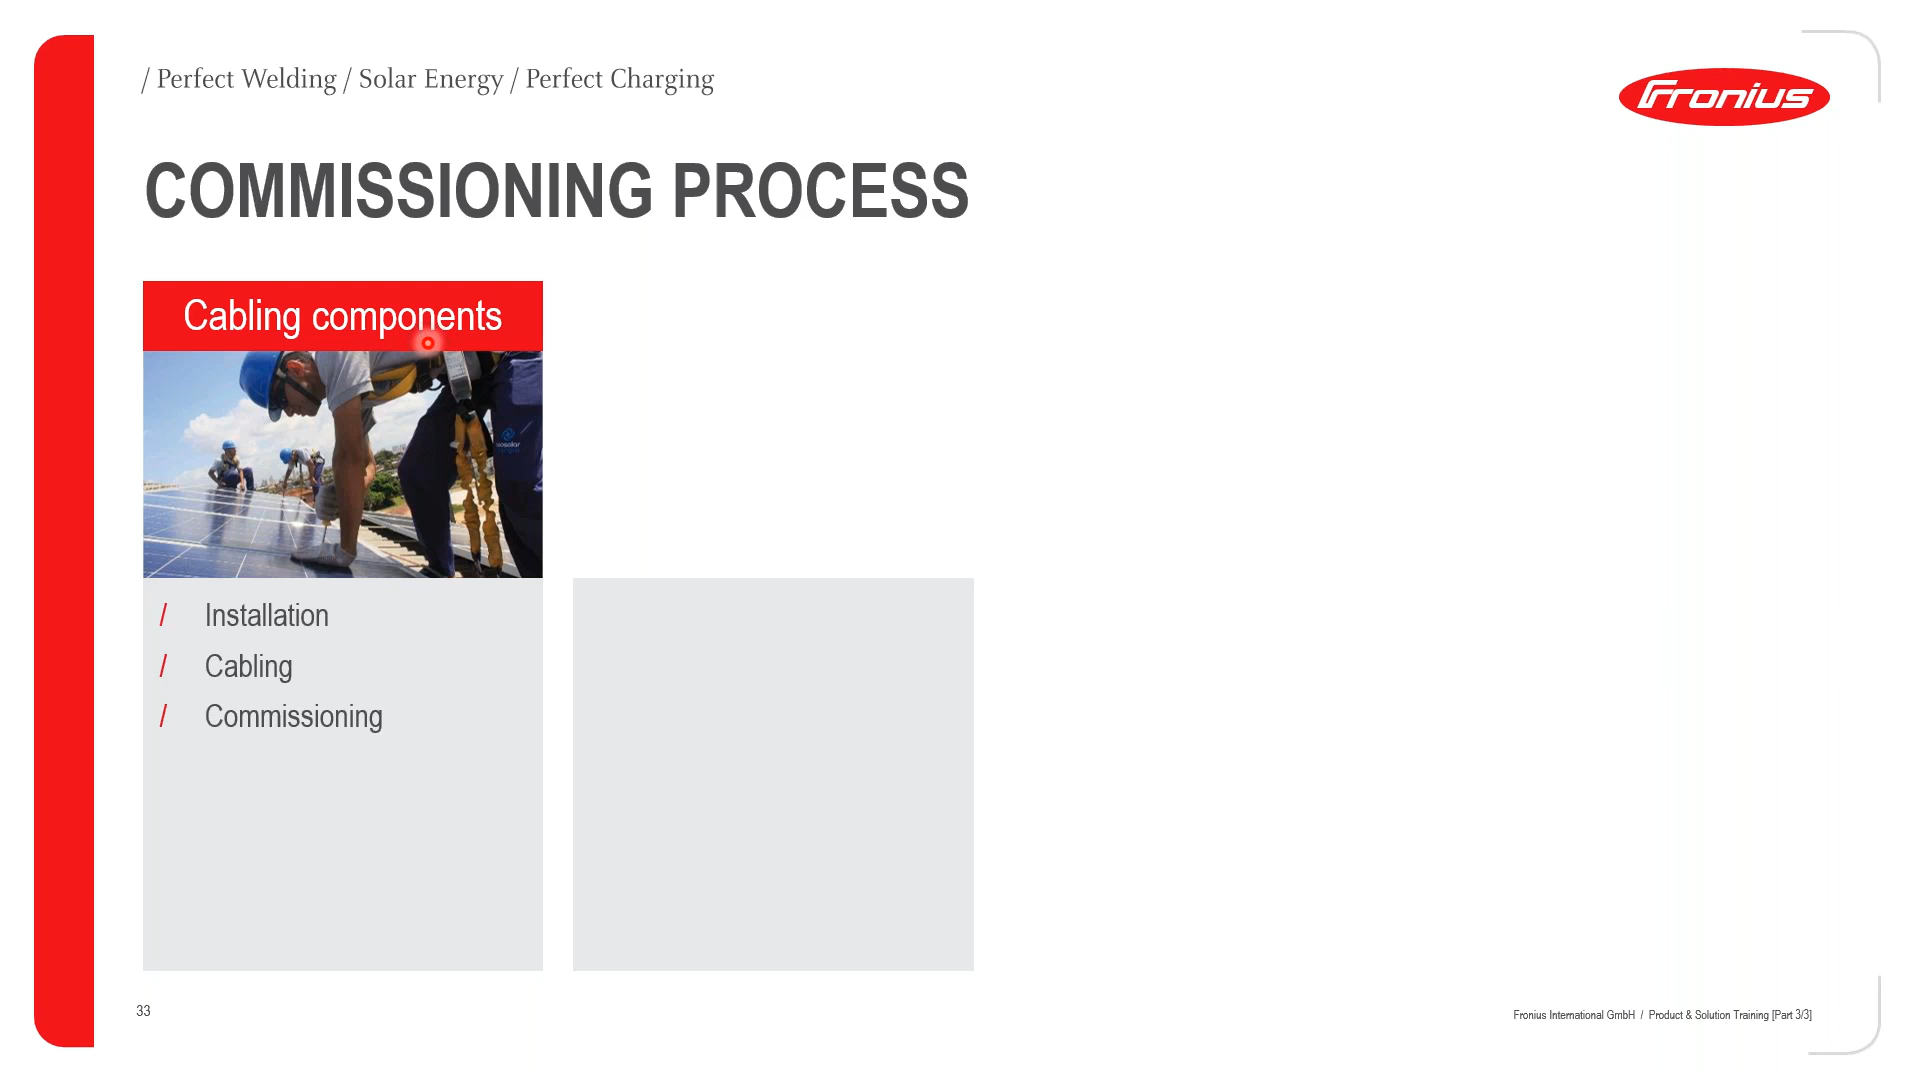 / Perfect Welding / Solar Energy / Perfect Charging
Fronius
COMMISSIONING PROCESS
Cabling components
/ Installation
/ Cabling
/ Commissioning
33
Fronius International GmbH / Product & Solution Training [Part 3/3]